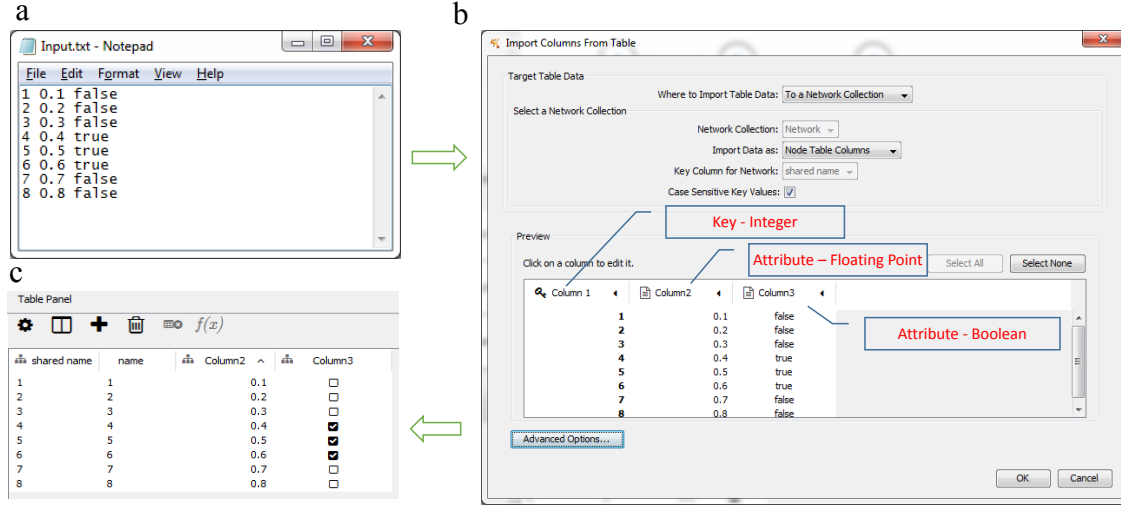 a
Input.txt - Notepad
File Edit Format View Help
1 0.1 false
2 0.2 false
3 0.3 false
4 0.4 true
5 0.5 true
6 0.6 true
7 0.7 false
8 0.8 false
b
Import Columns From Table
Target Table Data
Where to Import Table Data: To a Network Collection
Select a Network Collection
Network Collection: Network
Import Data as: Node Table Columns
Key Column for Network: shared name
Case Sensitive Key Values:
Key - Integer
Preview
Click on a column to edit it.
Attribute – Floating Point
Select All Select None
Column 1 Column2 Column3
1 0.1 false
2 0.2 false
3 0.3 false
4 0.4 true
5 0.5 true
6 0.6 true
7 0.7 false
8 0.8 false
Attribute - Boolean
Advanced Options...
OK Cancel
c
Table Panel
f(x)
shared name name Column2 Column3
1 1 0.1
2 2 0.2
3 3 0.3
4 4 0.4
5 5 0.5
6 6 0.6
7 7 0.7
8 8 0.8